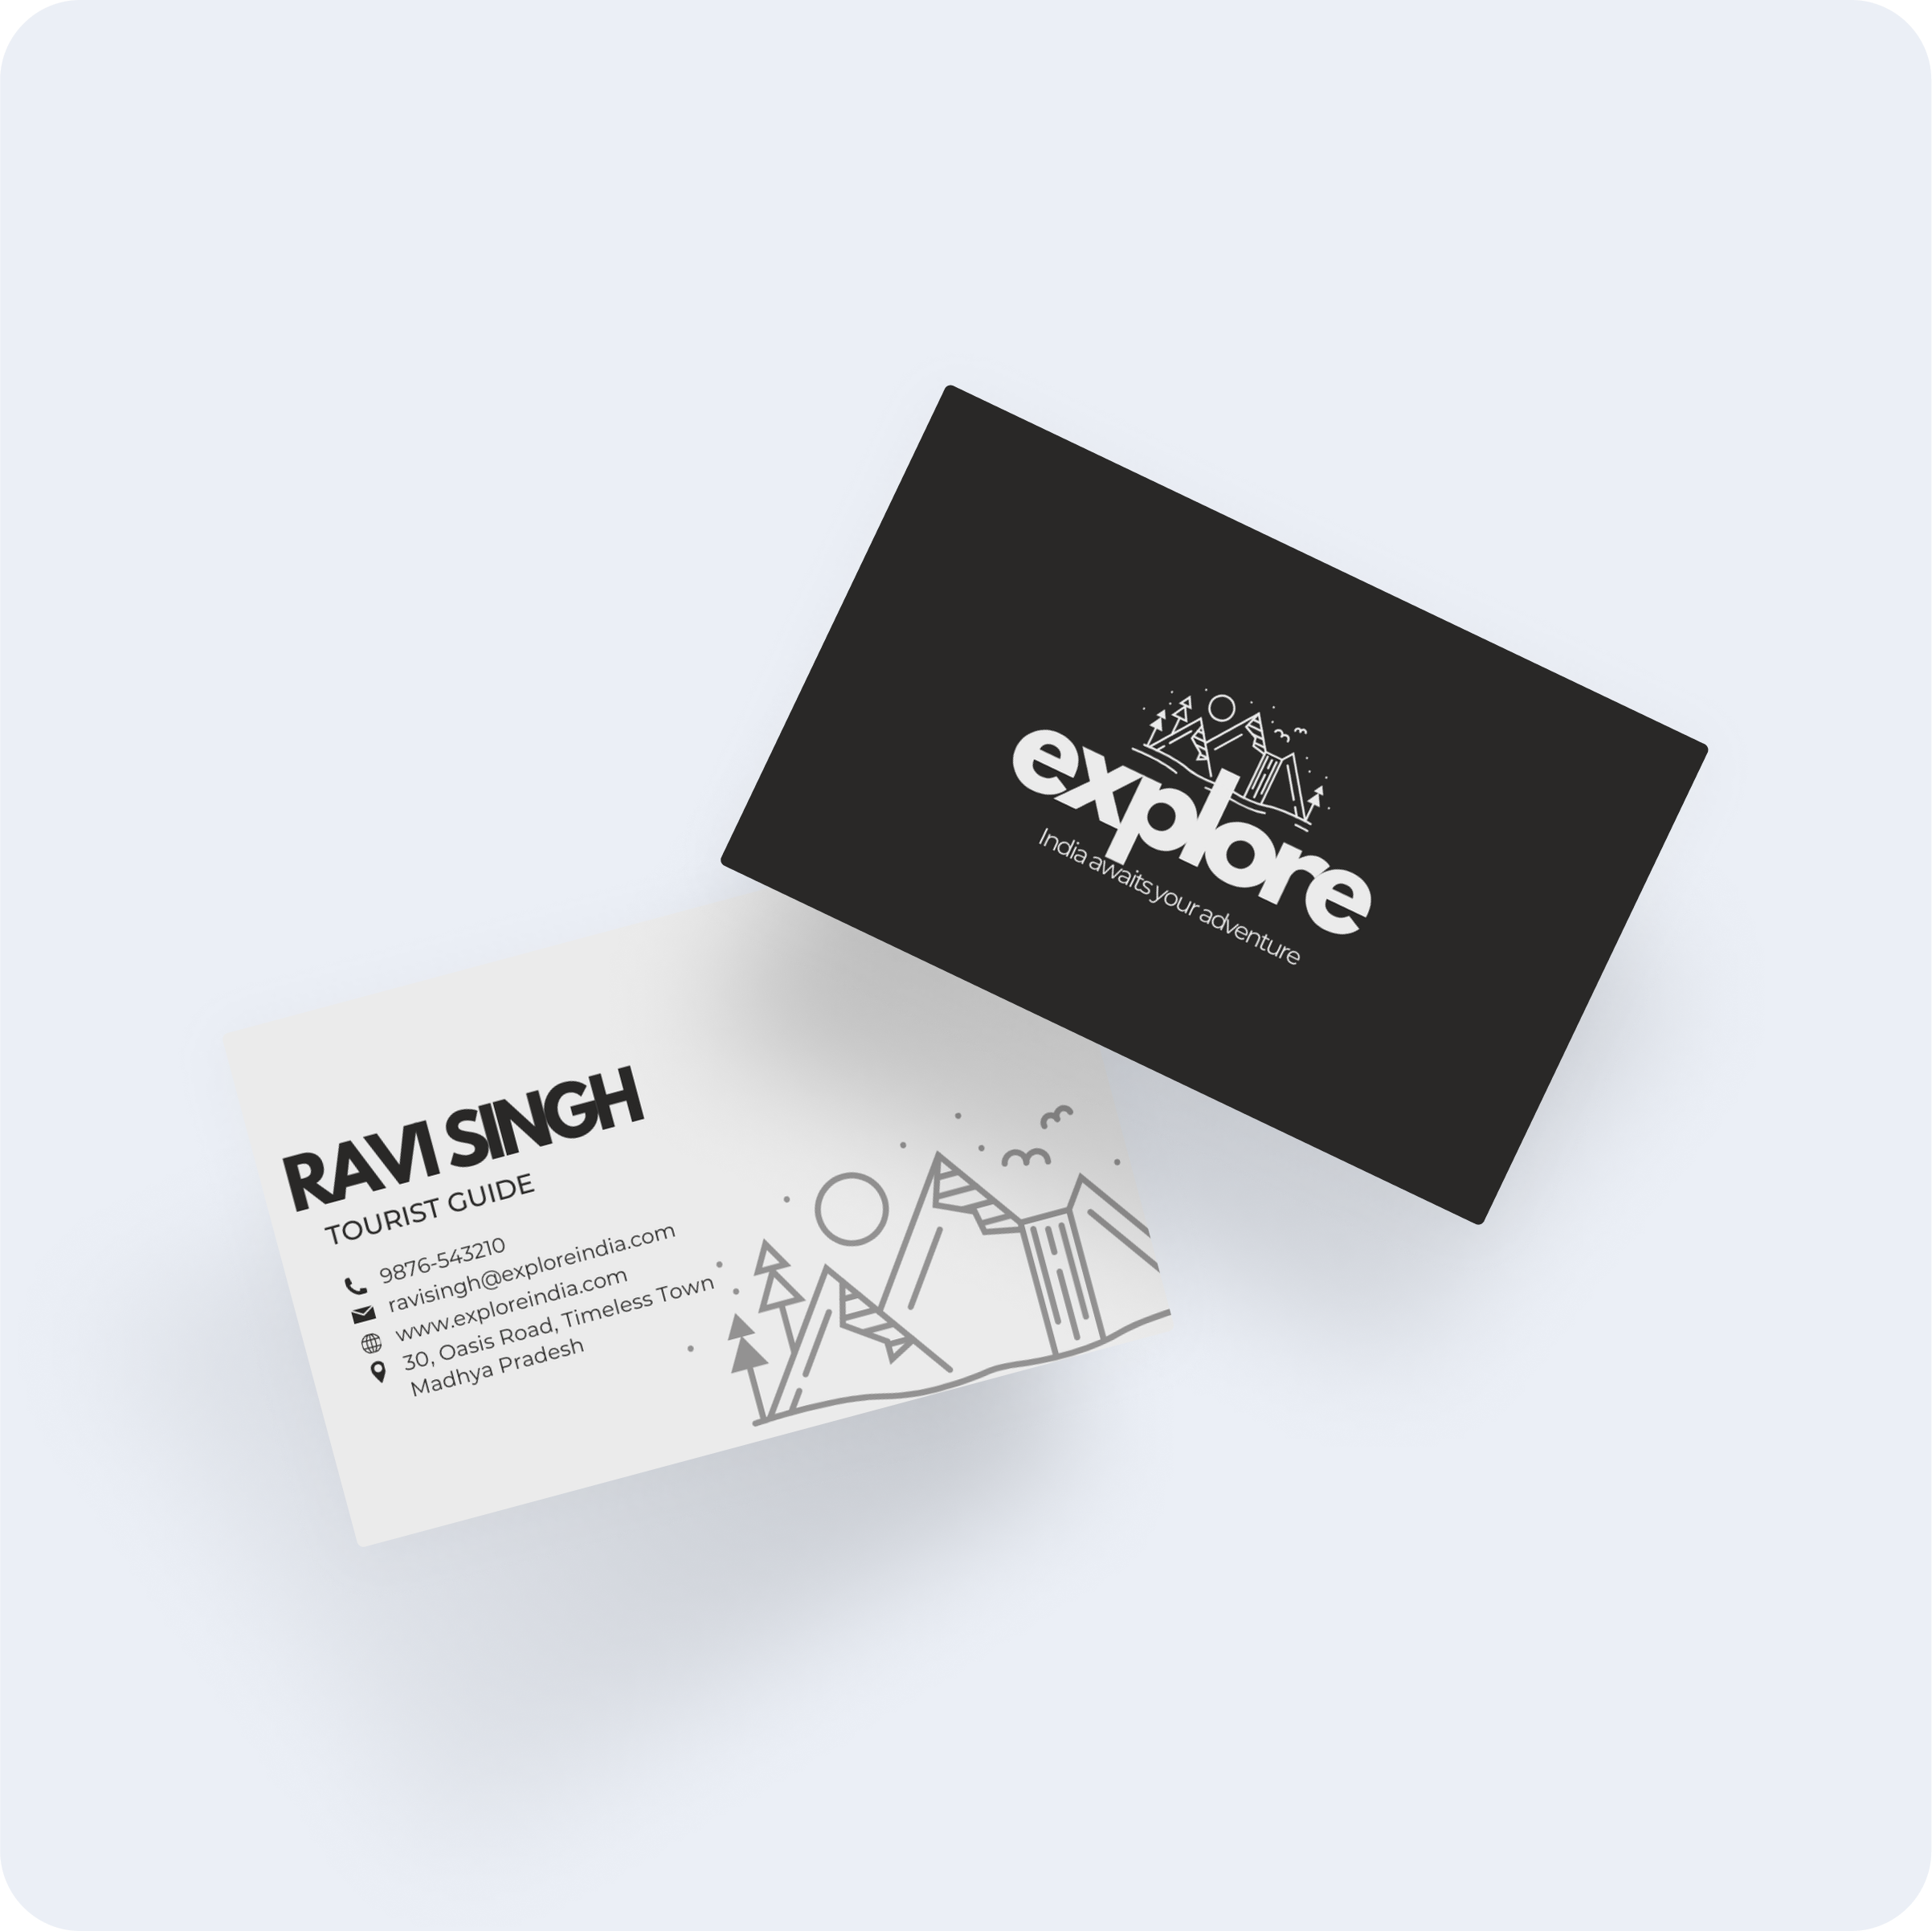 explore
India awaits your adventure
RAVI SINGH
TOURIST GUIDE
9876-543210
ravisingh@exploreindia.com
www.exploreindia.com
30, Oasis Road, Timeless Town
Madhya Pradesh